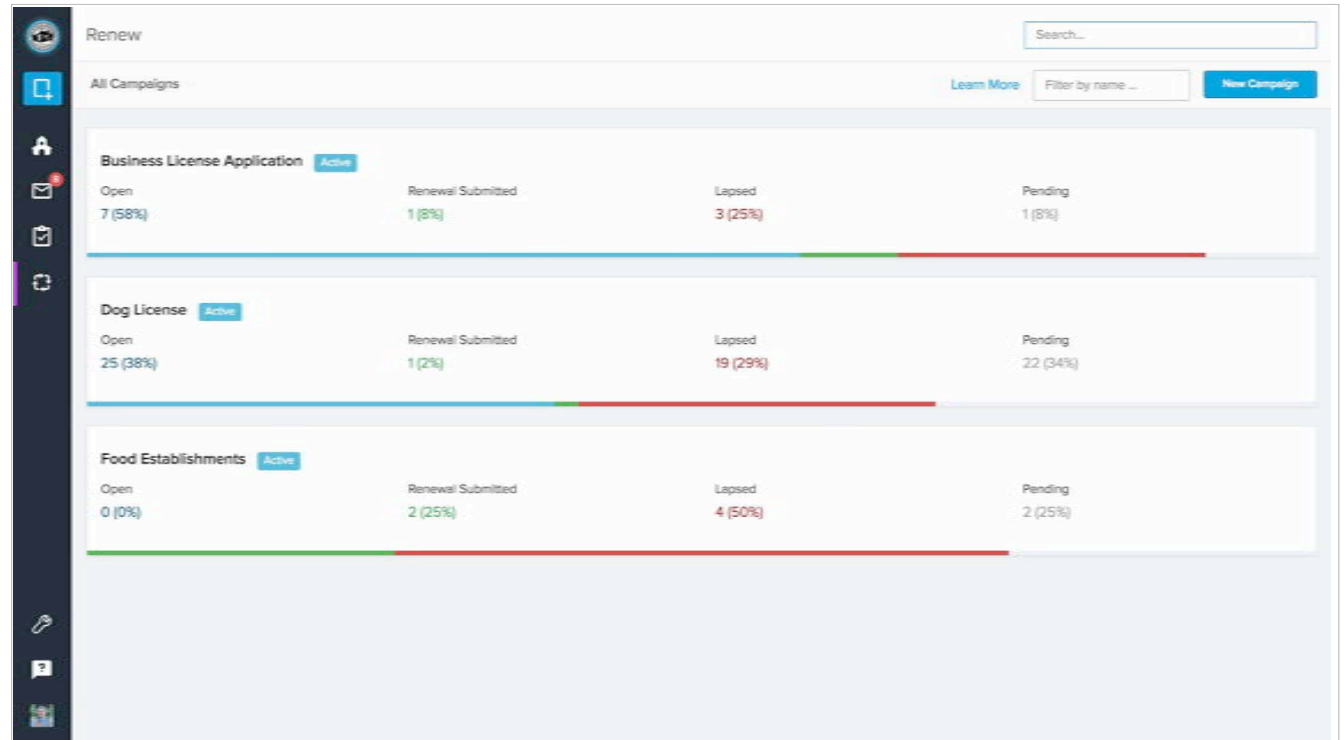 Renew
Search...
All Campaigns
Learn More
Filter by name ...
New Campaign
8
Business License Application Active
Open Renewal Submitted Lapsed Pending
7 (58%) 1 (8%) 3 (25%) 1 (8%)
Dog License Active
Open Renewal Submitted Lapsed Pending
25 (38%) 1 (2%) 19 (29%) 22 (34%)
Food Establishments Active
Open Renewal Submitted Lapsed Pending
0 (0%) 2 (25%) 4 (50%) 2 (25%)
?